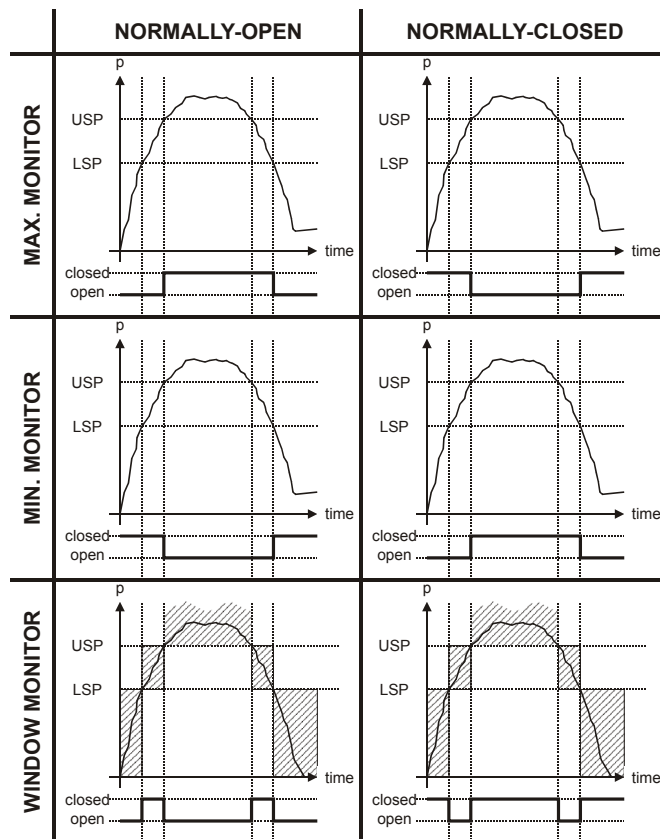 NORMALLY-OPEN NORMALLY-CLOSED
MAX. MONITOR
p
USP
LSP
time
closed
open
p
USP
LSP
time
closed
open
MIN. MONITOR
p
USP
LSP
time
closed
open
p
USP
LSP
time
closed
open
WINDOW MONITOR
p
USP
LSP
time
closed
open
p
USP
LSP
time
closed
open